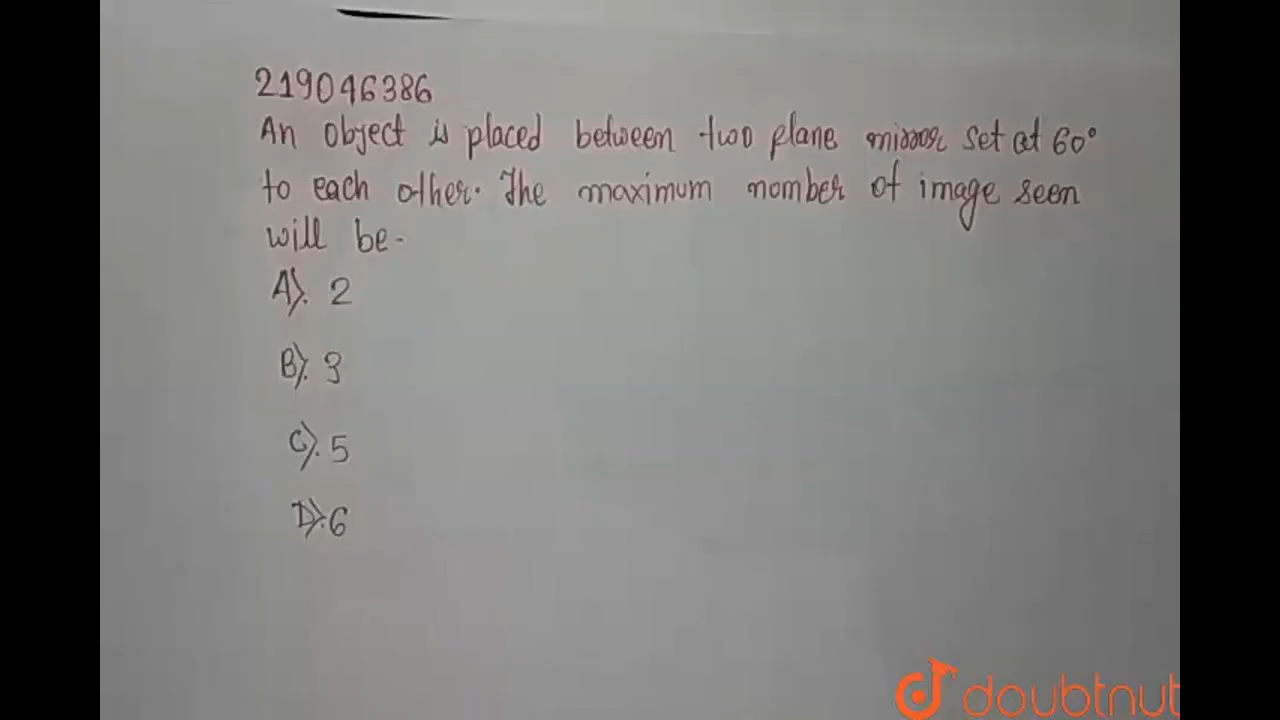 219046386
An object is placed between two plane mirror set at 60°
to each other. The maximum nomber of image seen
will be.
A). 2
B). 3
C). 5
D). 6
doubtnut